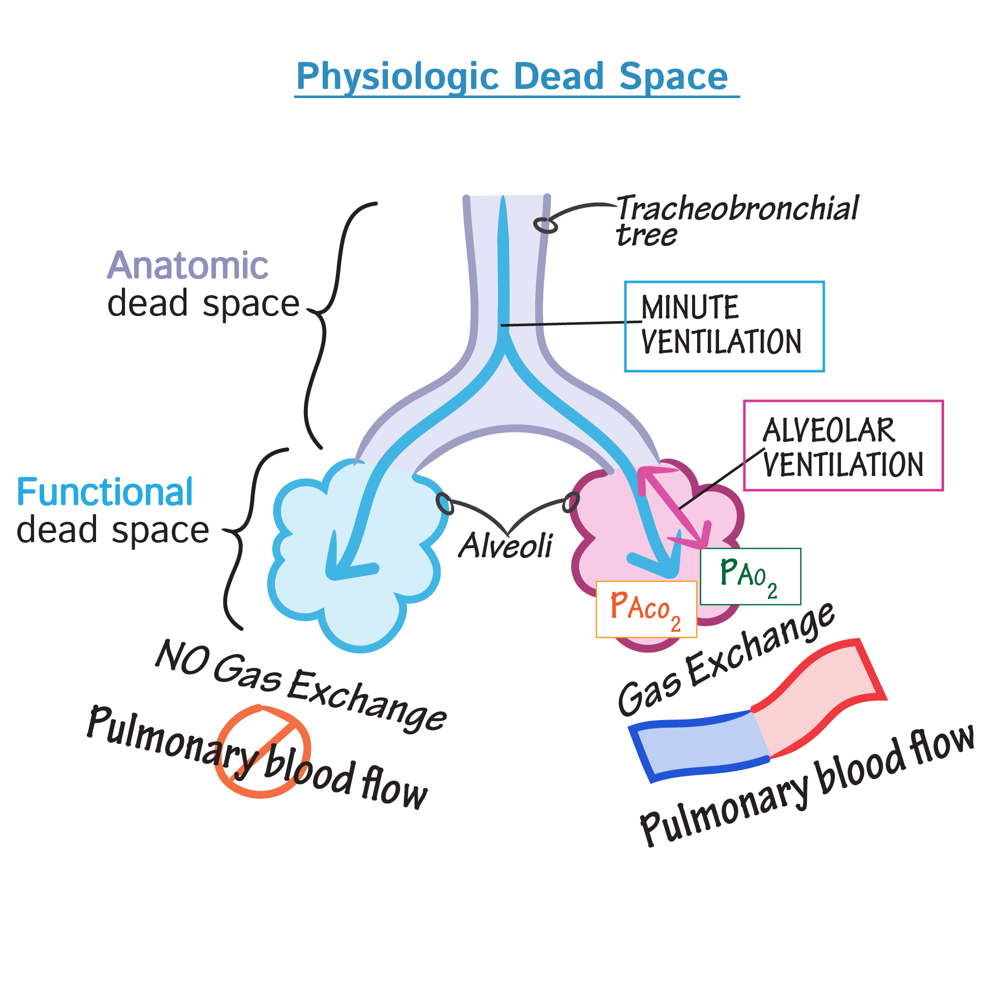 Physiologic Dead Space
Tracheobronchial
tree
Anatomic
dead space
MINUTE
VENTILATION
ALVEOLAR
VENTILATION
Functional
dead space
Alveoli
PAO2
PACO2
NO Gas Exchange
Pulmonary blood flow
Gas Exchange
Pulmonary blood flow